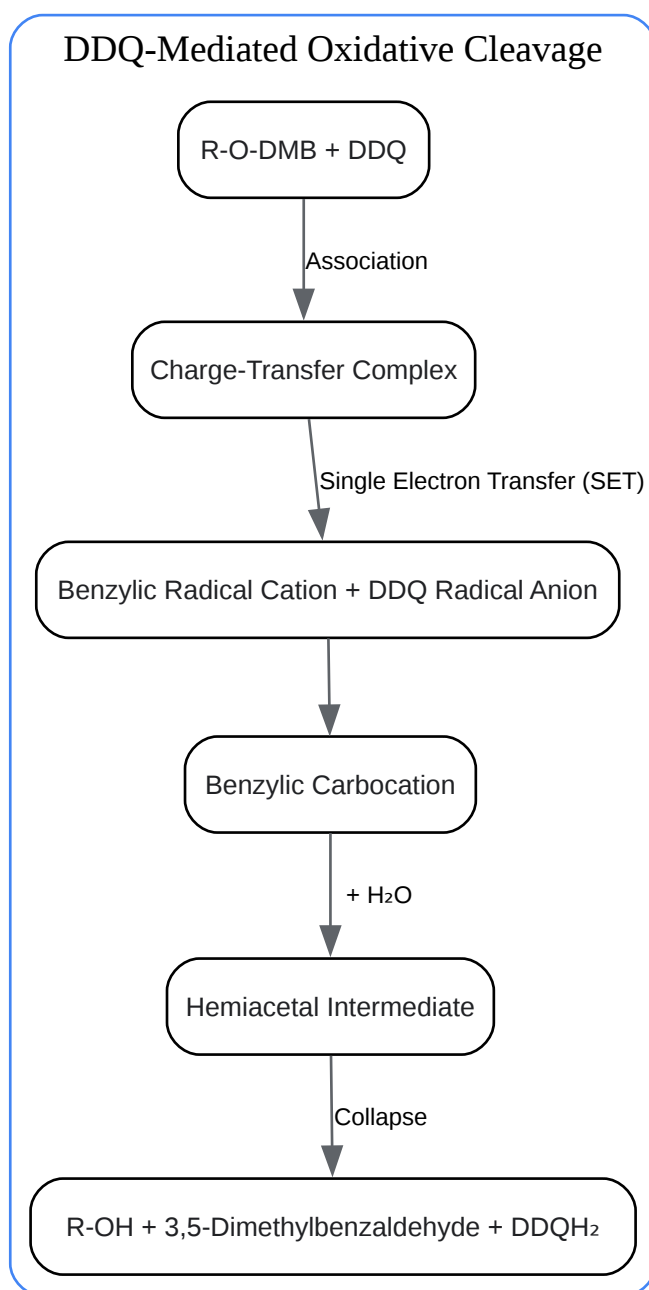 DDQ-Mediated Oxidative Cleavage
R-O-DMB + DDQ
Association
Charge-Transfer Complex
Single Electron Transfer (SET)
Benzylic Radical Cation + DDQ Radical Anion
Benzylic Carbocation
+ H₂O
Hemiacetal Intermediate
Collapse
R-OH + 3,5-Dimethylbenzaldehyde + DDQH₂